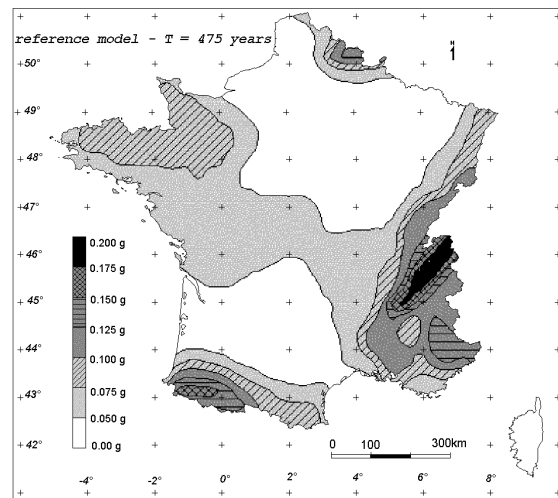 reference model - T = 475 years
N
50°
49°
48°
47°
46°
45°
44°
43°
42°
0.200 g
0.175 g
0.150 g
0.125 g
0.100 g
0.075 g
0.050 g
0.00 g
0 100 300km
-4° -2° 0° 2° 4° 6° 8°